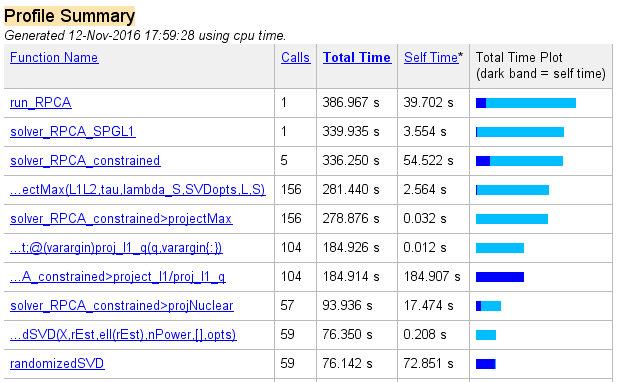 Profile Summary
Generated 12-Nov-2016 17:59:28 using cpu time.
Function Name Calls Total Time Self Time* Total Time Plot
(dark band = self time)
run_RPCA 1 386.967 s 39.702 s
solver_RPCA_SPGL1 1 339.935 s 3.554 s
solver_RPCA_constrained 5 336.250 s 54.522 s
...ectMax(L1L2,tau,lambda_S,SVDopts,L,S) 156 281.440 s 2.564 s
solver_RPCA_constrained>projectMax 156 278.876 s 0.032 s
...t;@(varargin)proj_l1_q(q,varargin{:}) 104 184.926 s 0.012 s
...A_constrained>project_l1/proj_l1_q 104 184.914 s 184.907 s
solver_RPCA_constrained>projNuclear 57 93.936 s 17.474 s
...dSVD(X,rEst,ell(rEst),nPower,[],opts) 59 76.350 s 0.208 s
randomizedSVD 59 76.142 s 72.851 s